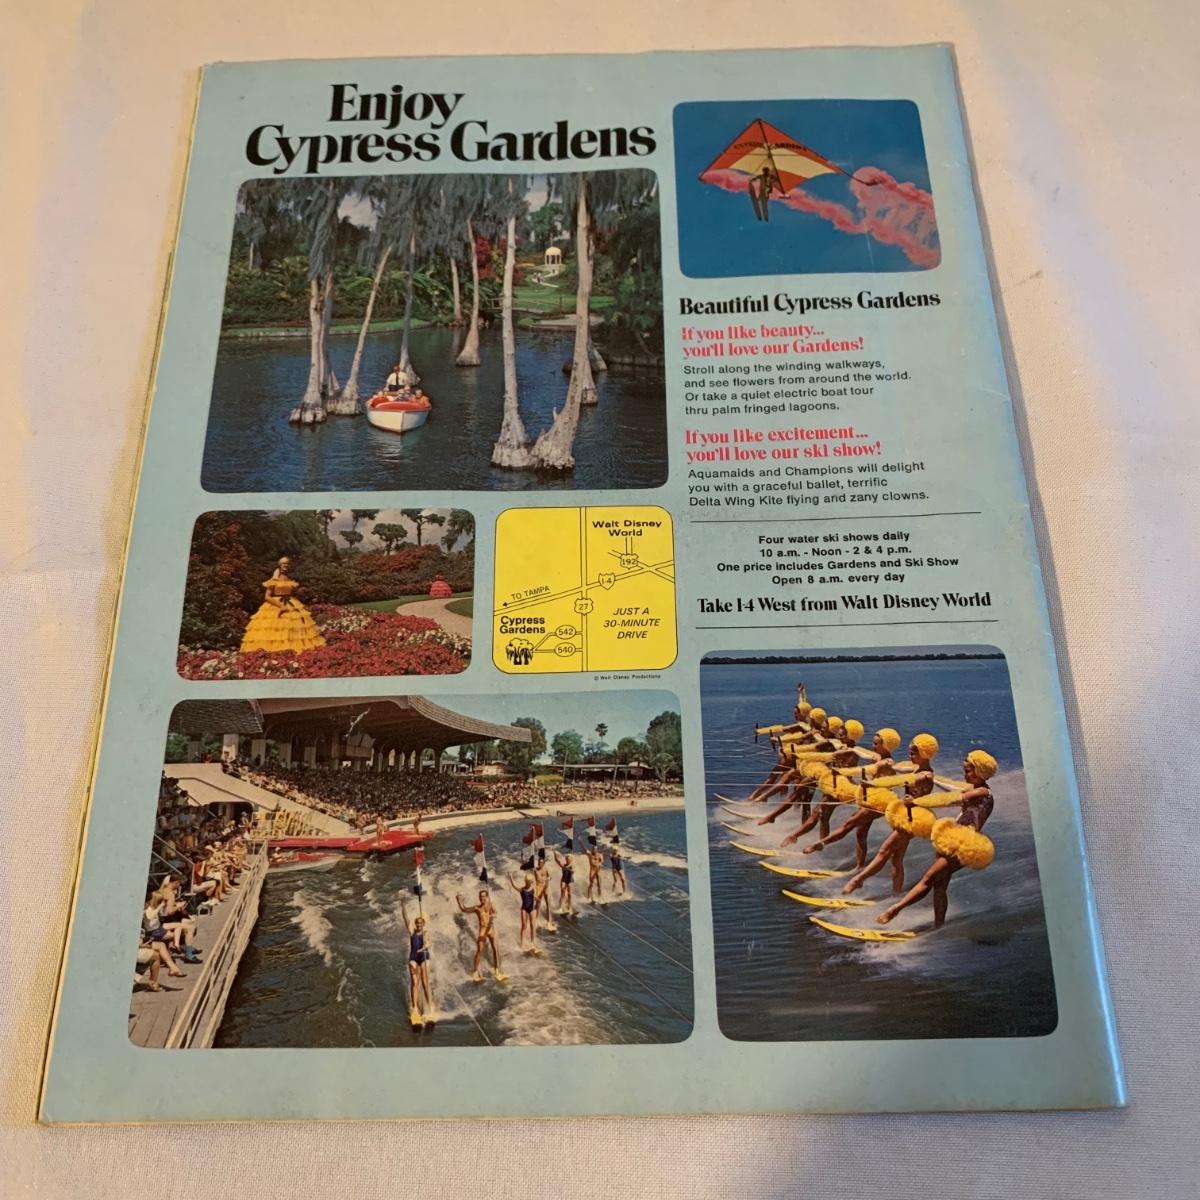 Enjoy
Cypress Gardens
CYPRESS GARDENS
Beautiful Cypress Gardens
If you like beauty...
you'll love our Gardens!
Stroll along the winding walkways,
and see flowers from around the world.
Or take a quiet electric boat tour
thru palm fringed lagoons.
If you like excitement...
you'll love our ski show!
Aquamaids and Champions will delight
you with a graceful ballet, terrific
Delta Wing Kite flying and zany clowns.
Four water ski shows daily
10 a.m. - Noon - 2 & 4 p.m.
One price includes Gardens and Ski Show
Open 8 a.m. every day
Take I-4 West from Walt Disney World
Walt Disney
World
192
I-4
TO TAMPA
27
JUST A
30-MINUTE
DRIVE
Cypress
Gardens
542
540
© Walt Disney Productions